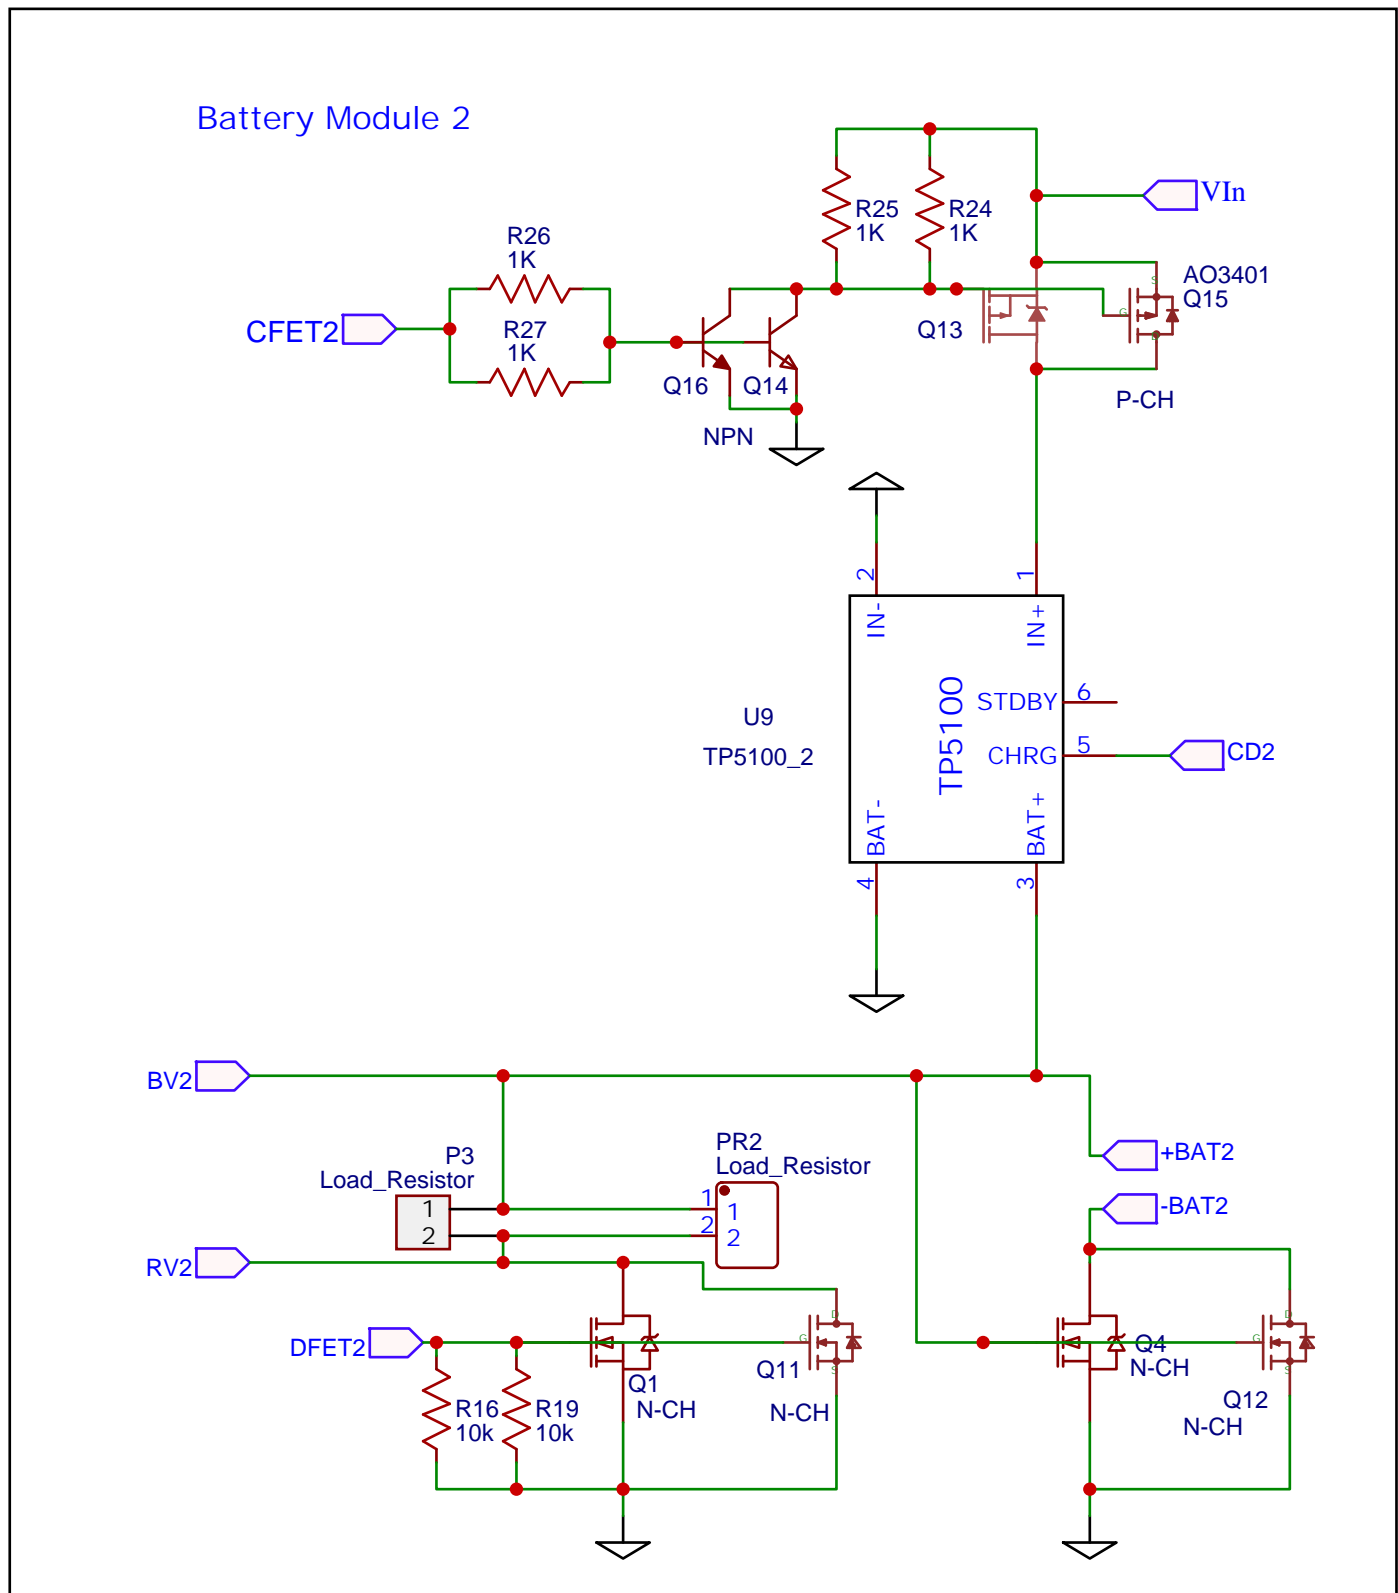 Battery Module 2
VIn
R25
1K
R24
1K
R26
1K
AO3401
Q15
S
G
D
CFET2
R27
1K
Q13
Q16
Q14
P-CH
NPN
2
1
IN-
IN+
TP5100
STDBY
6
U9
TP5100_2
CHRG
5
CD2
BAT-
BAT+
4
3
BV2
+BAT2
P3
Load_Resistor
PR2
Load_Resistor
1
2
1
2
1
2
-BAT2
RV2
DFET2
D
G
S
Q1
N-CH
Q11
N-CH
R16
10k
R19
10k
Q4
N-CH
D
G
S
Q12
N-CH